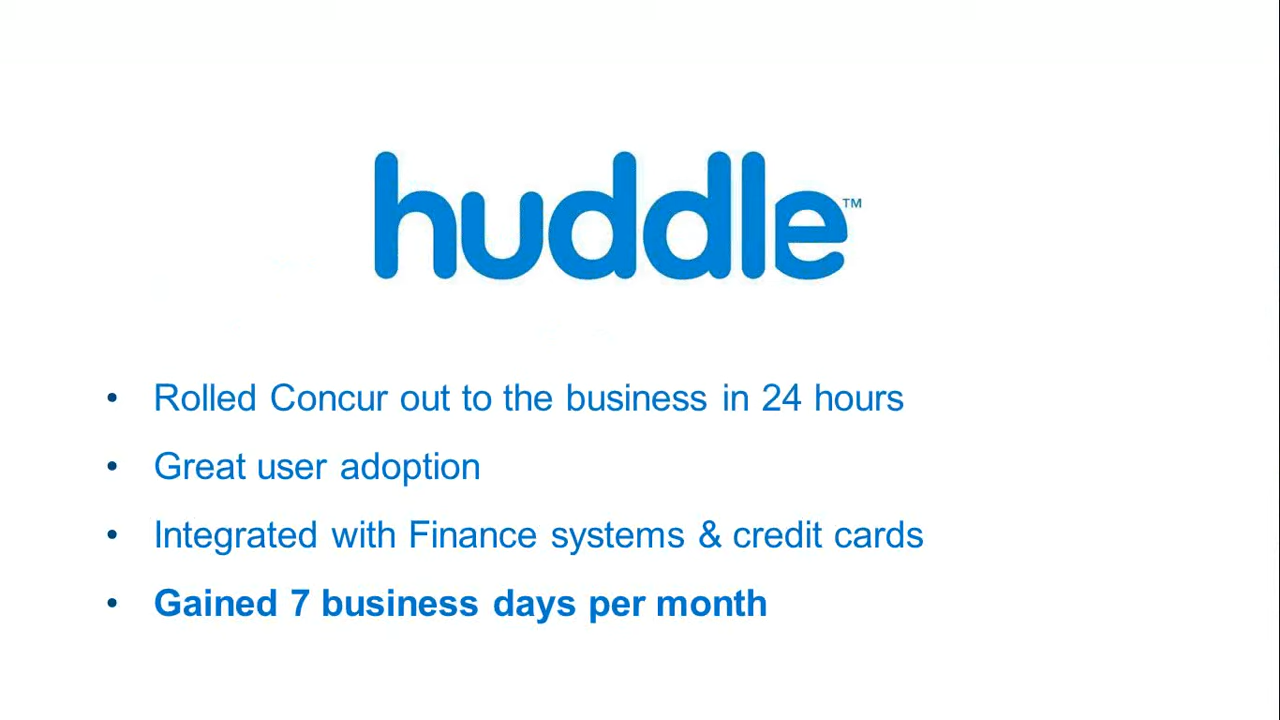 huddle™
• Rolled Concur out to the business in 24 hours
• Great user adoption
• Integrated with Finance systems & credit cards
• Gained 7 business days per month